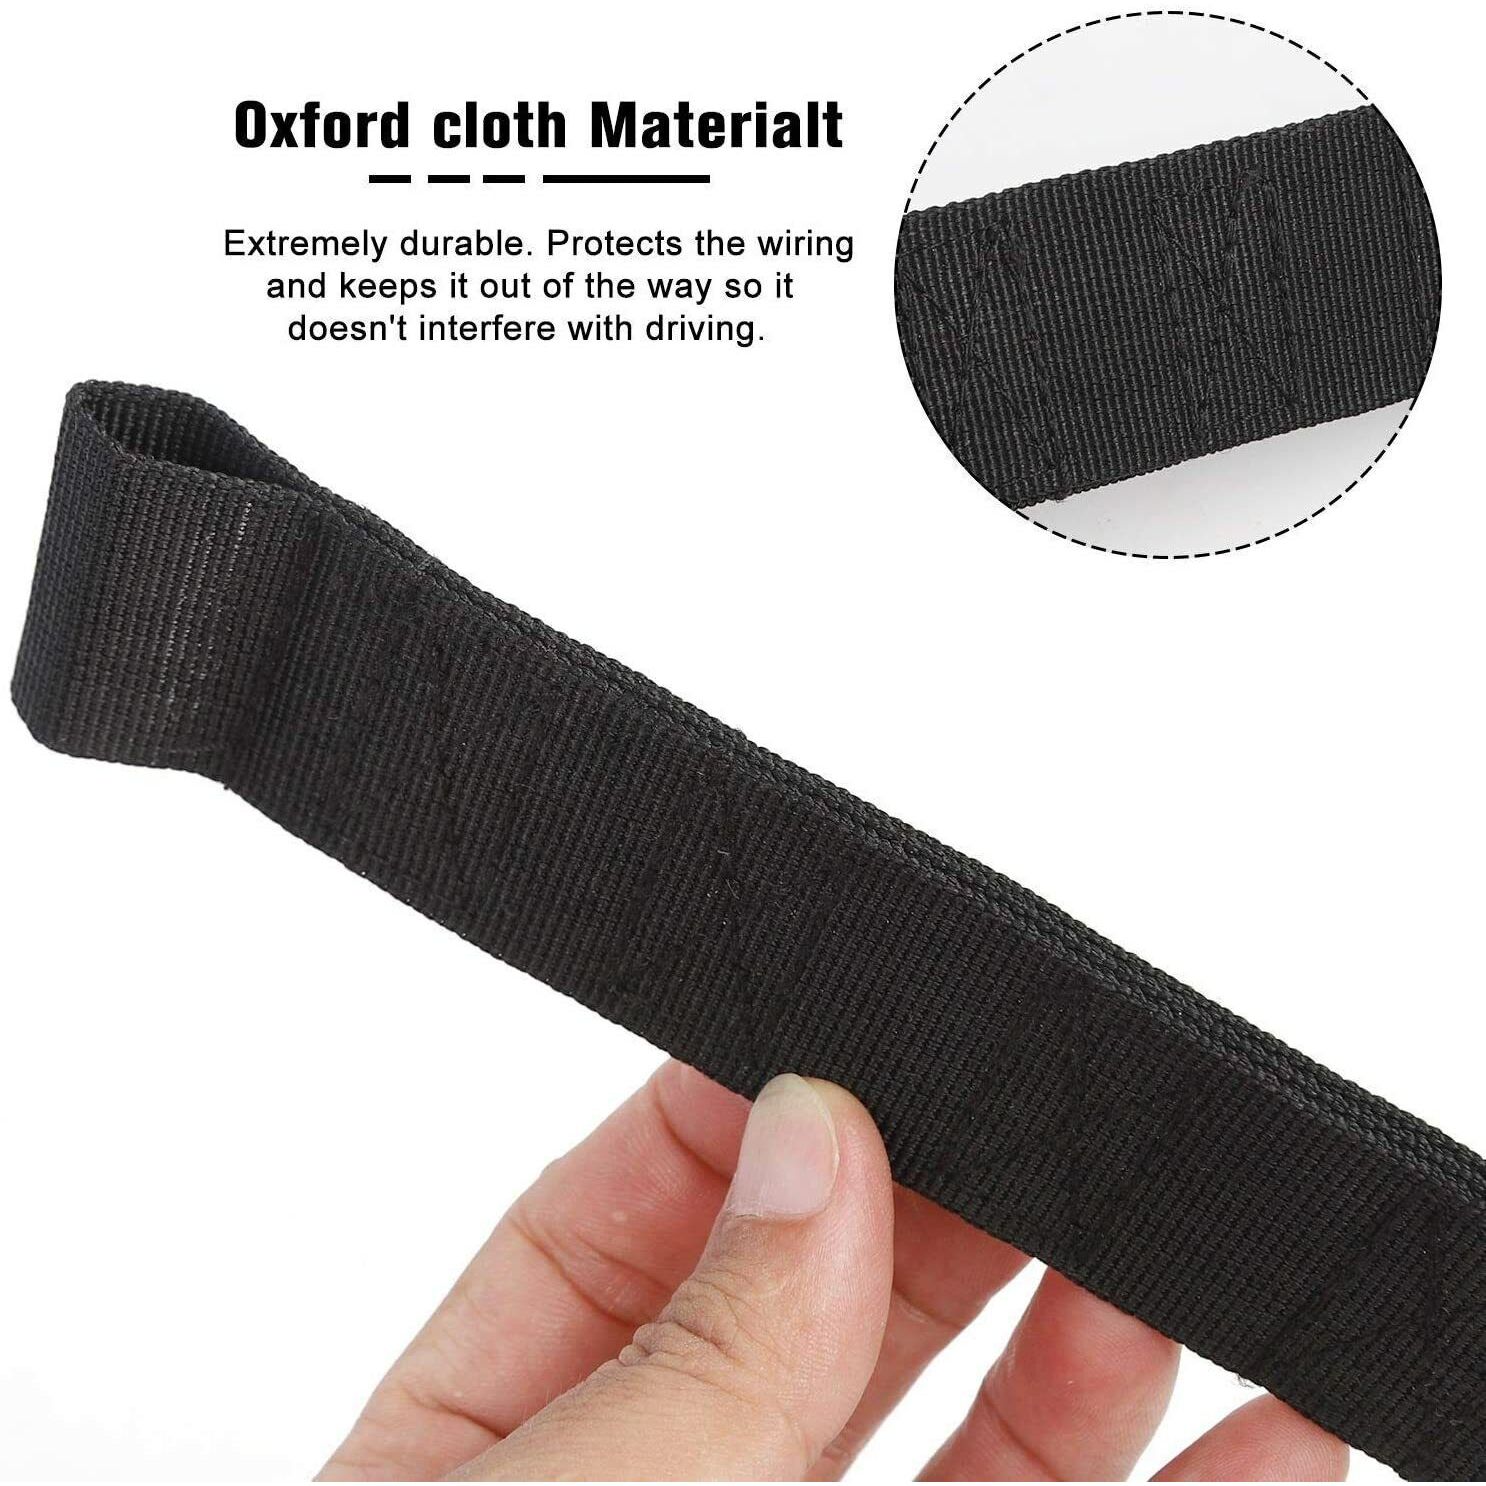 Oxford cloth Materialt
Extremely durable. Protects the wiring
and keeps it out of the way so it
doesn't interfere with driving.